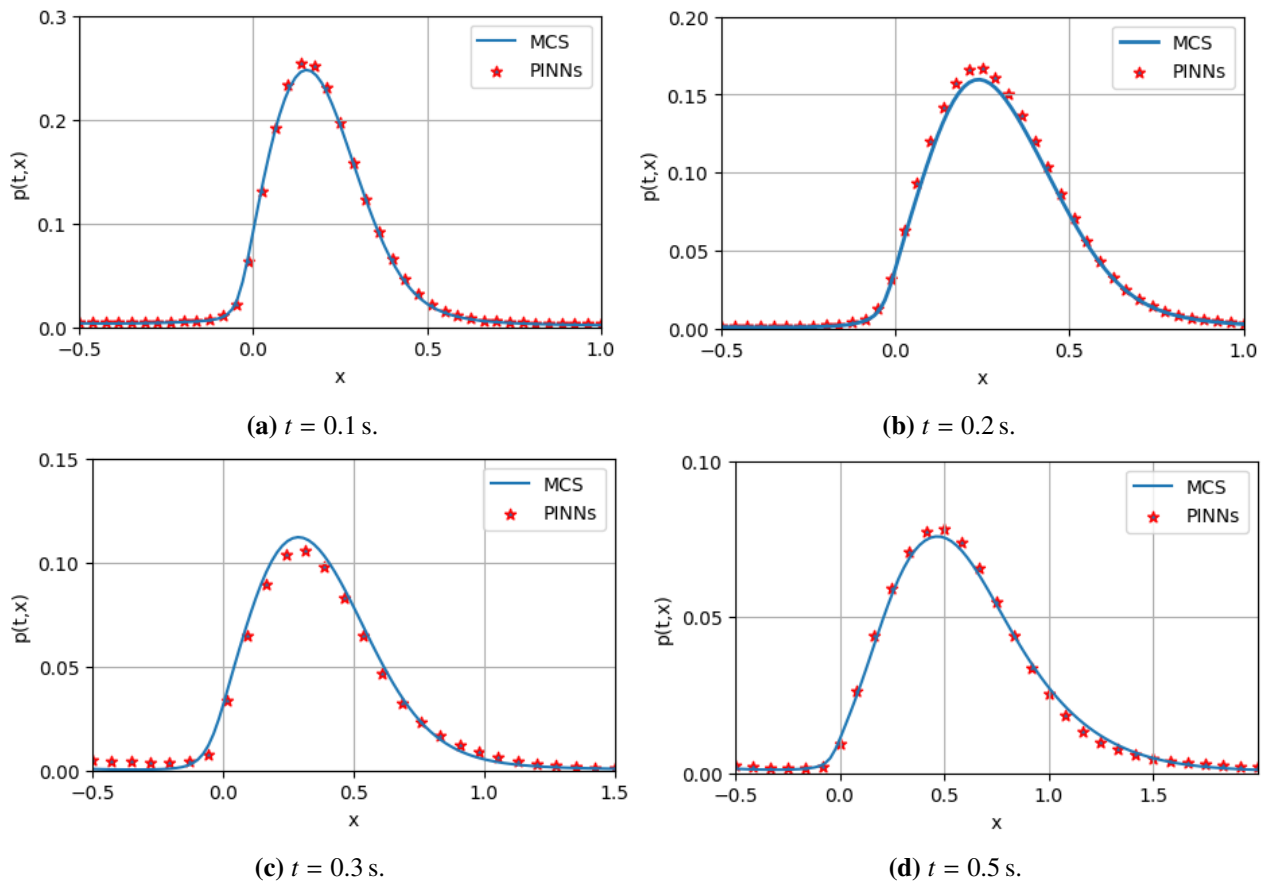 0.3
0.2
0.1
0.0
p(t,x)
MCS
PINNs
−0.5 0.0 0.5 1.0
x
(a) t = 0.1 s.
0.20
0.15
0.10
0.05
0.00
p(t,x)
MCS
PINNs
−0.5 0.0 0.5 1.0
x
(b) t = 0.2 s.
0.15
0.10
0.05
0.00
p(t,x)
MCS
PINNs
−0.5 0.0 0.5 1.0 1.5
x
(c) t = 0.3 s.
0.10
0.05
0.00
p(t,x)
MCS
PINNs
−0.5 0.0 0.5 1.0 1.5
x
(d) t = 0.5 s.